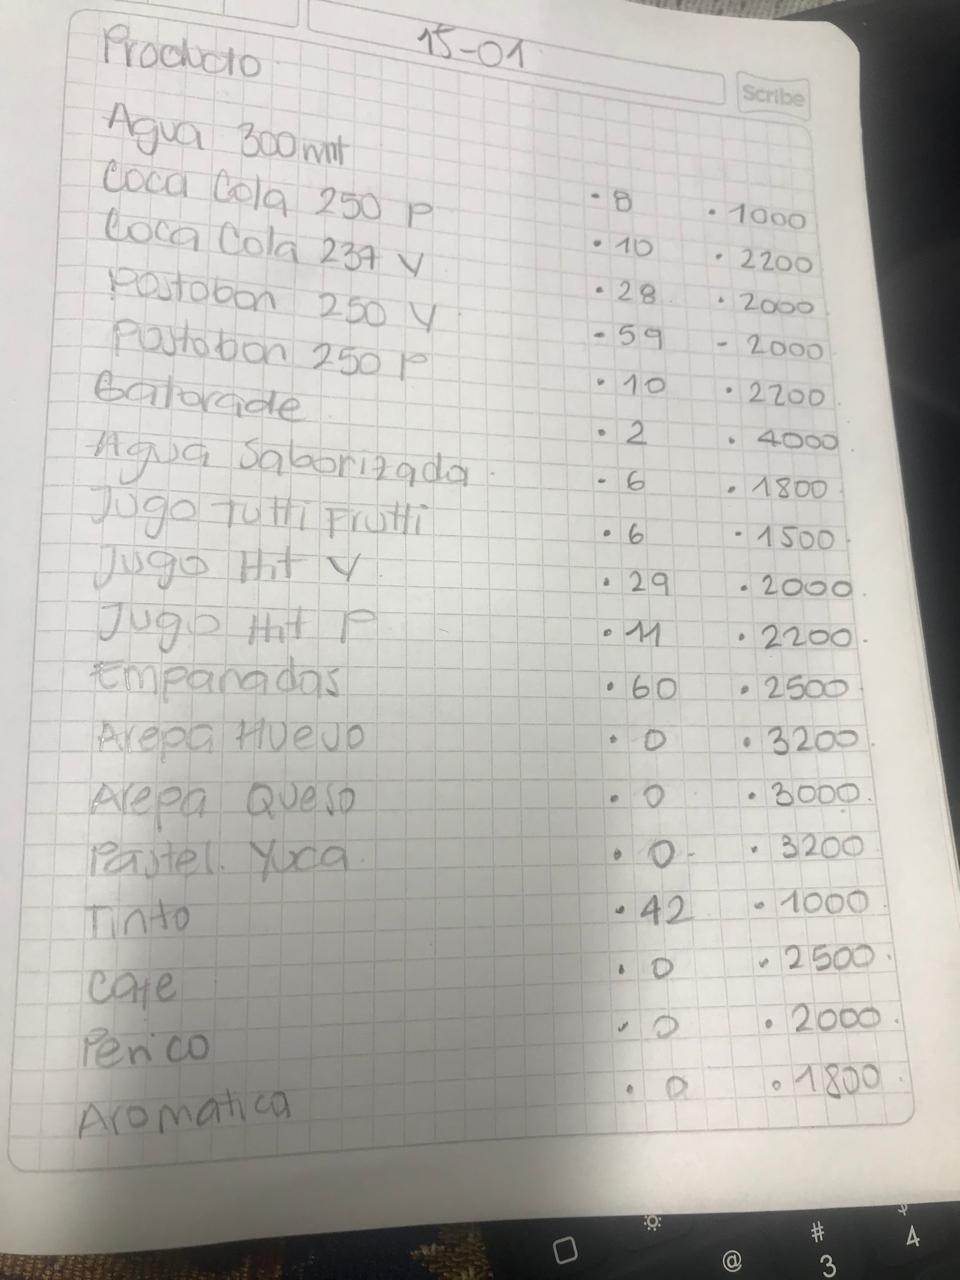 15-01
Scribe
Producto
Agua 300 mlt · 8 · 1000
Coca Cola 250 P · 10 · 2200
Coca Cola 237 V · 28 · 2000
Postobon 250 V - 59 - 2000
Postobon 250 P · 10 · 2200
Gatorade · 2 · 4000
Agua Saborizada · 6 · 1800
Jugo Tutti Frutti · 6 · 1500
Jugo Hit V · 29 · 2000
Jugo Hit P · 11 · 2200
Empanadas · 60 · 2500
Arepa Huevo · 0 · 3200
Arepa Queso · 0 · 3000
Pastel. Yuca · 0 · 3200
Tinto · 42 · 1000
Cafe · 0 · 2500
Perico · 0 · 2000
Aromatica · 0 · 1800
@ # 3 4